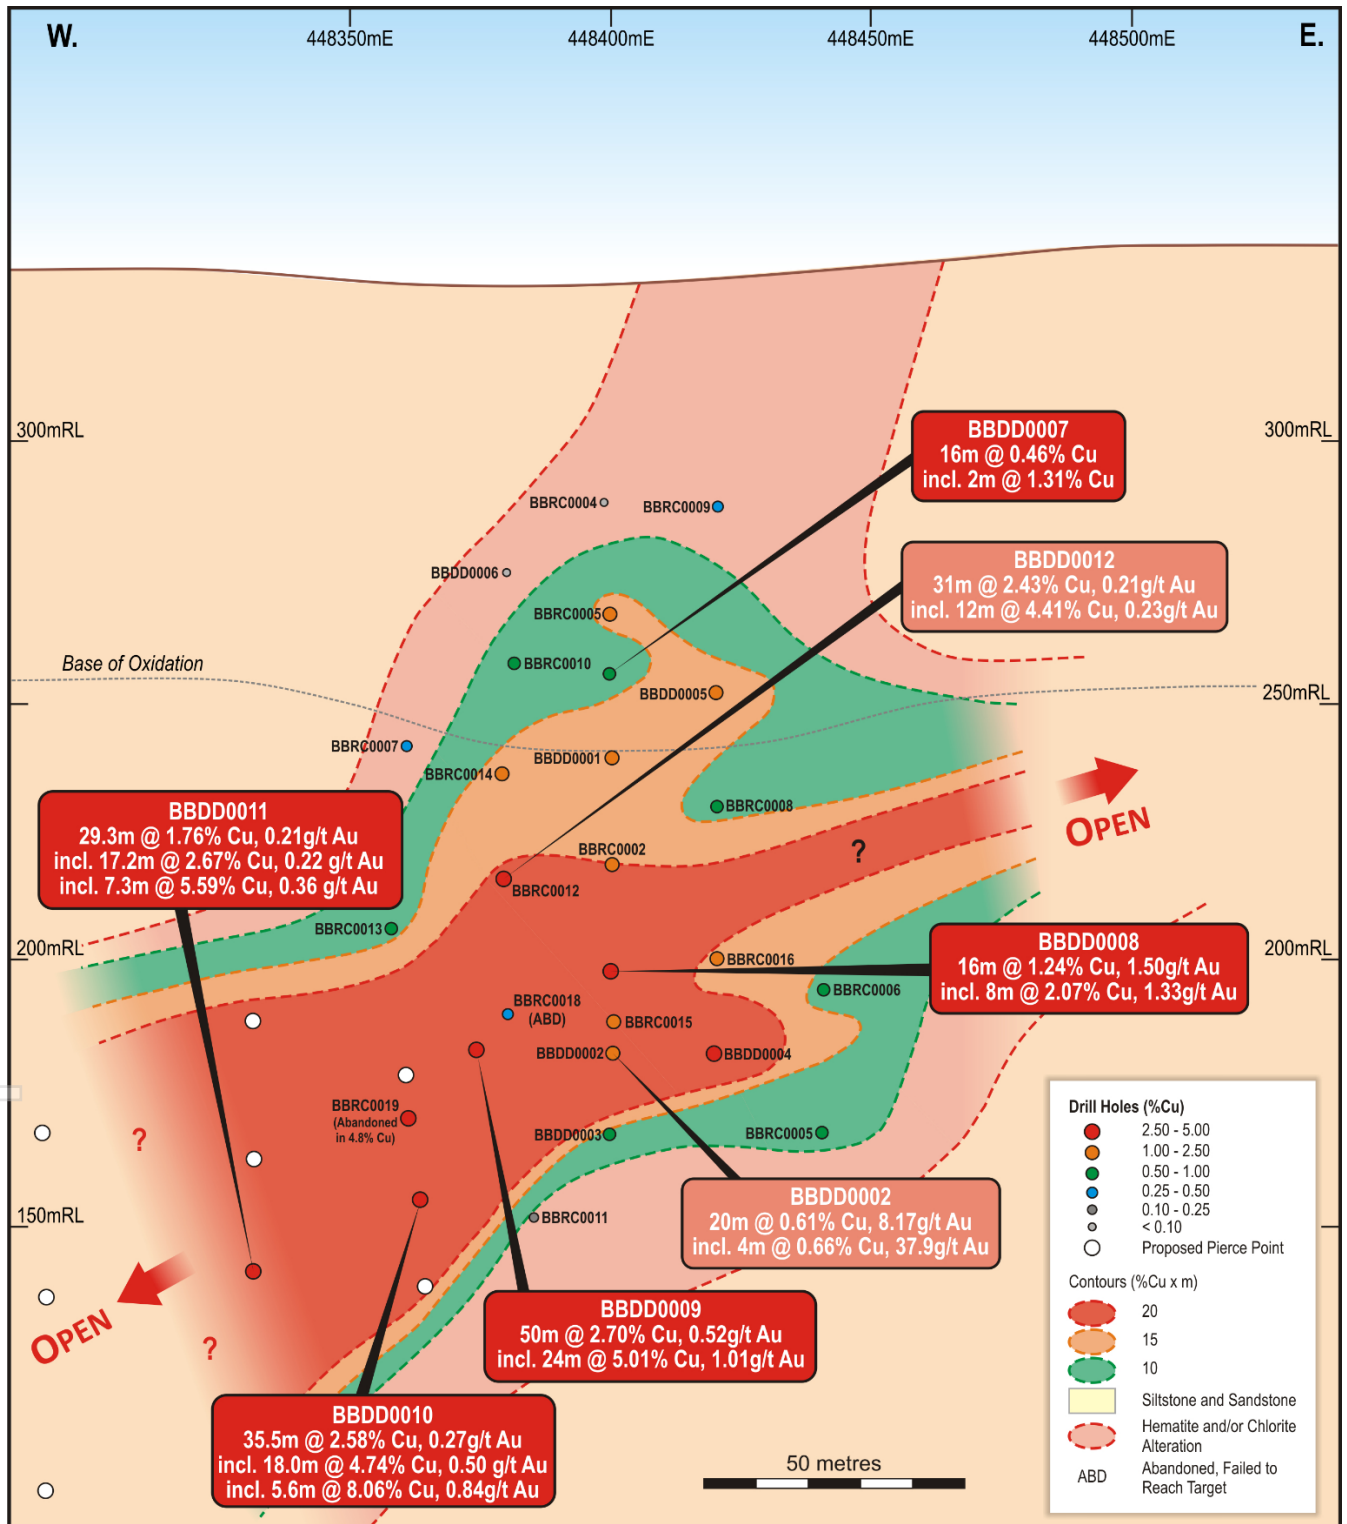 W.
448350mE
448400mE
448450mE
448500mE
E.
300mRL
300mRL
BBDD0007
16m @ 0.46% Cu
incl. 2m @ 1.31% Cu
BBRC0004
BBRC0009
BBDD0012
31m @ 2.43% Cu, 0.21g/t Au
incl. 12m @ 4.41% Cu, 0.23g/t Au
BBDD0006
BBRC0005
Base of Oxidation
BBRC0010
BBDD0005
250mRL
BBRC0007
BBDD0001
BBRC0014
BBRC0008
BBDD0011
29.3m @ 1.76% Cu, 0.21g/t Au
incl. 17.2m @ 2.67% Cu, 0.22 g/t Au
incl. 7.3m @ 5.59% Cu, 0.36 g/t Au
OPEN
BBRC0002
?
BBRC0012
BBRC0013
200mRL
200mRL
BBDD0008
16m @ 1.24% Cu, 1.50g/t Au
incl. 8m @ 2.07% Cu, 1.33g/t Au
BBRC0016
BBRC0006
BBRC0018
(ABD)
BBRC0015
BBDD0002
BBDD0004
BBRC0019
(Abandoned
in 4.8% Cu)
?
BBDD0003
BBRC0005
150mRL
BBRC0011
BBDD0002
20m @ 0.61% Cu, 8.17g/t Au
incl. 4m @ 0.66% Cu, 37.9g/t Au
OPEN
?
BBDD0009
50m @ 2.70% Cu, 0.52g/t Au
incl. 24m @ 5.01% Cu, 1.01g/t Au
BBDD0010
35.5m @ 2.58% Cu, 0.27g/t Au
incl. 18.0m @ 4.74% Cu, 0.50 g/t Au
incl. 5.6m @ 8.06% Cu, 0.84g/t Au
50 metres
Drill Holes (%Cu)
2.50 - 5.00
1.00 - 2.50
0.50 - 1.00
0.25 - 0.50
0.10 - 0.25
< 0.10
Proposed Pierce Point
Contours (%Cu x m)
20
15
10
Siltstone and Sandstone
Hematite and/or Chlorite
Alteration
ABD
Abandoned, Failed to
Reach Target